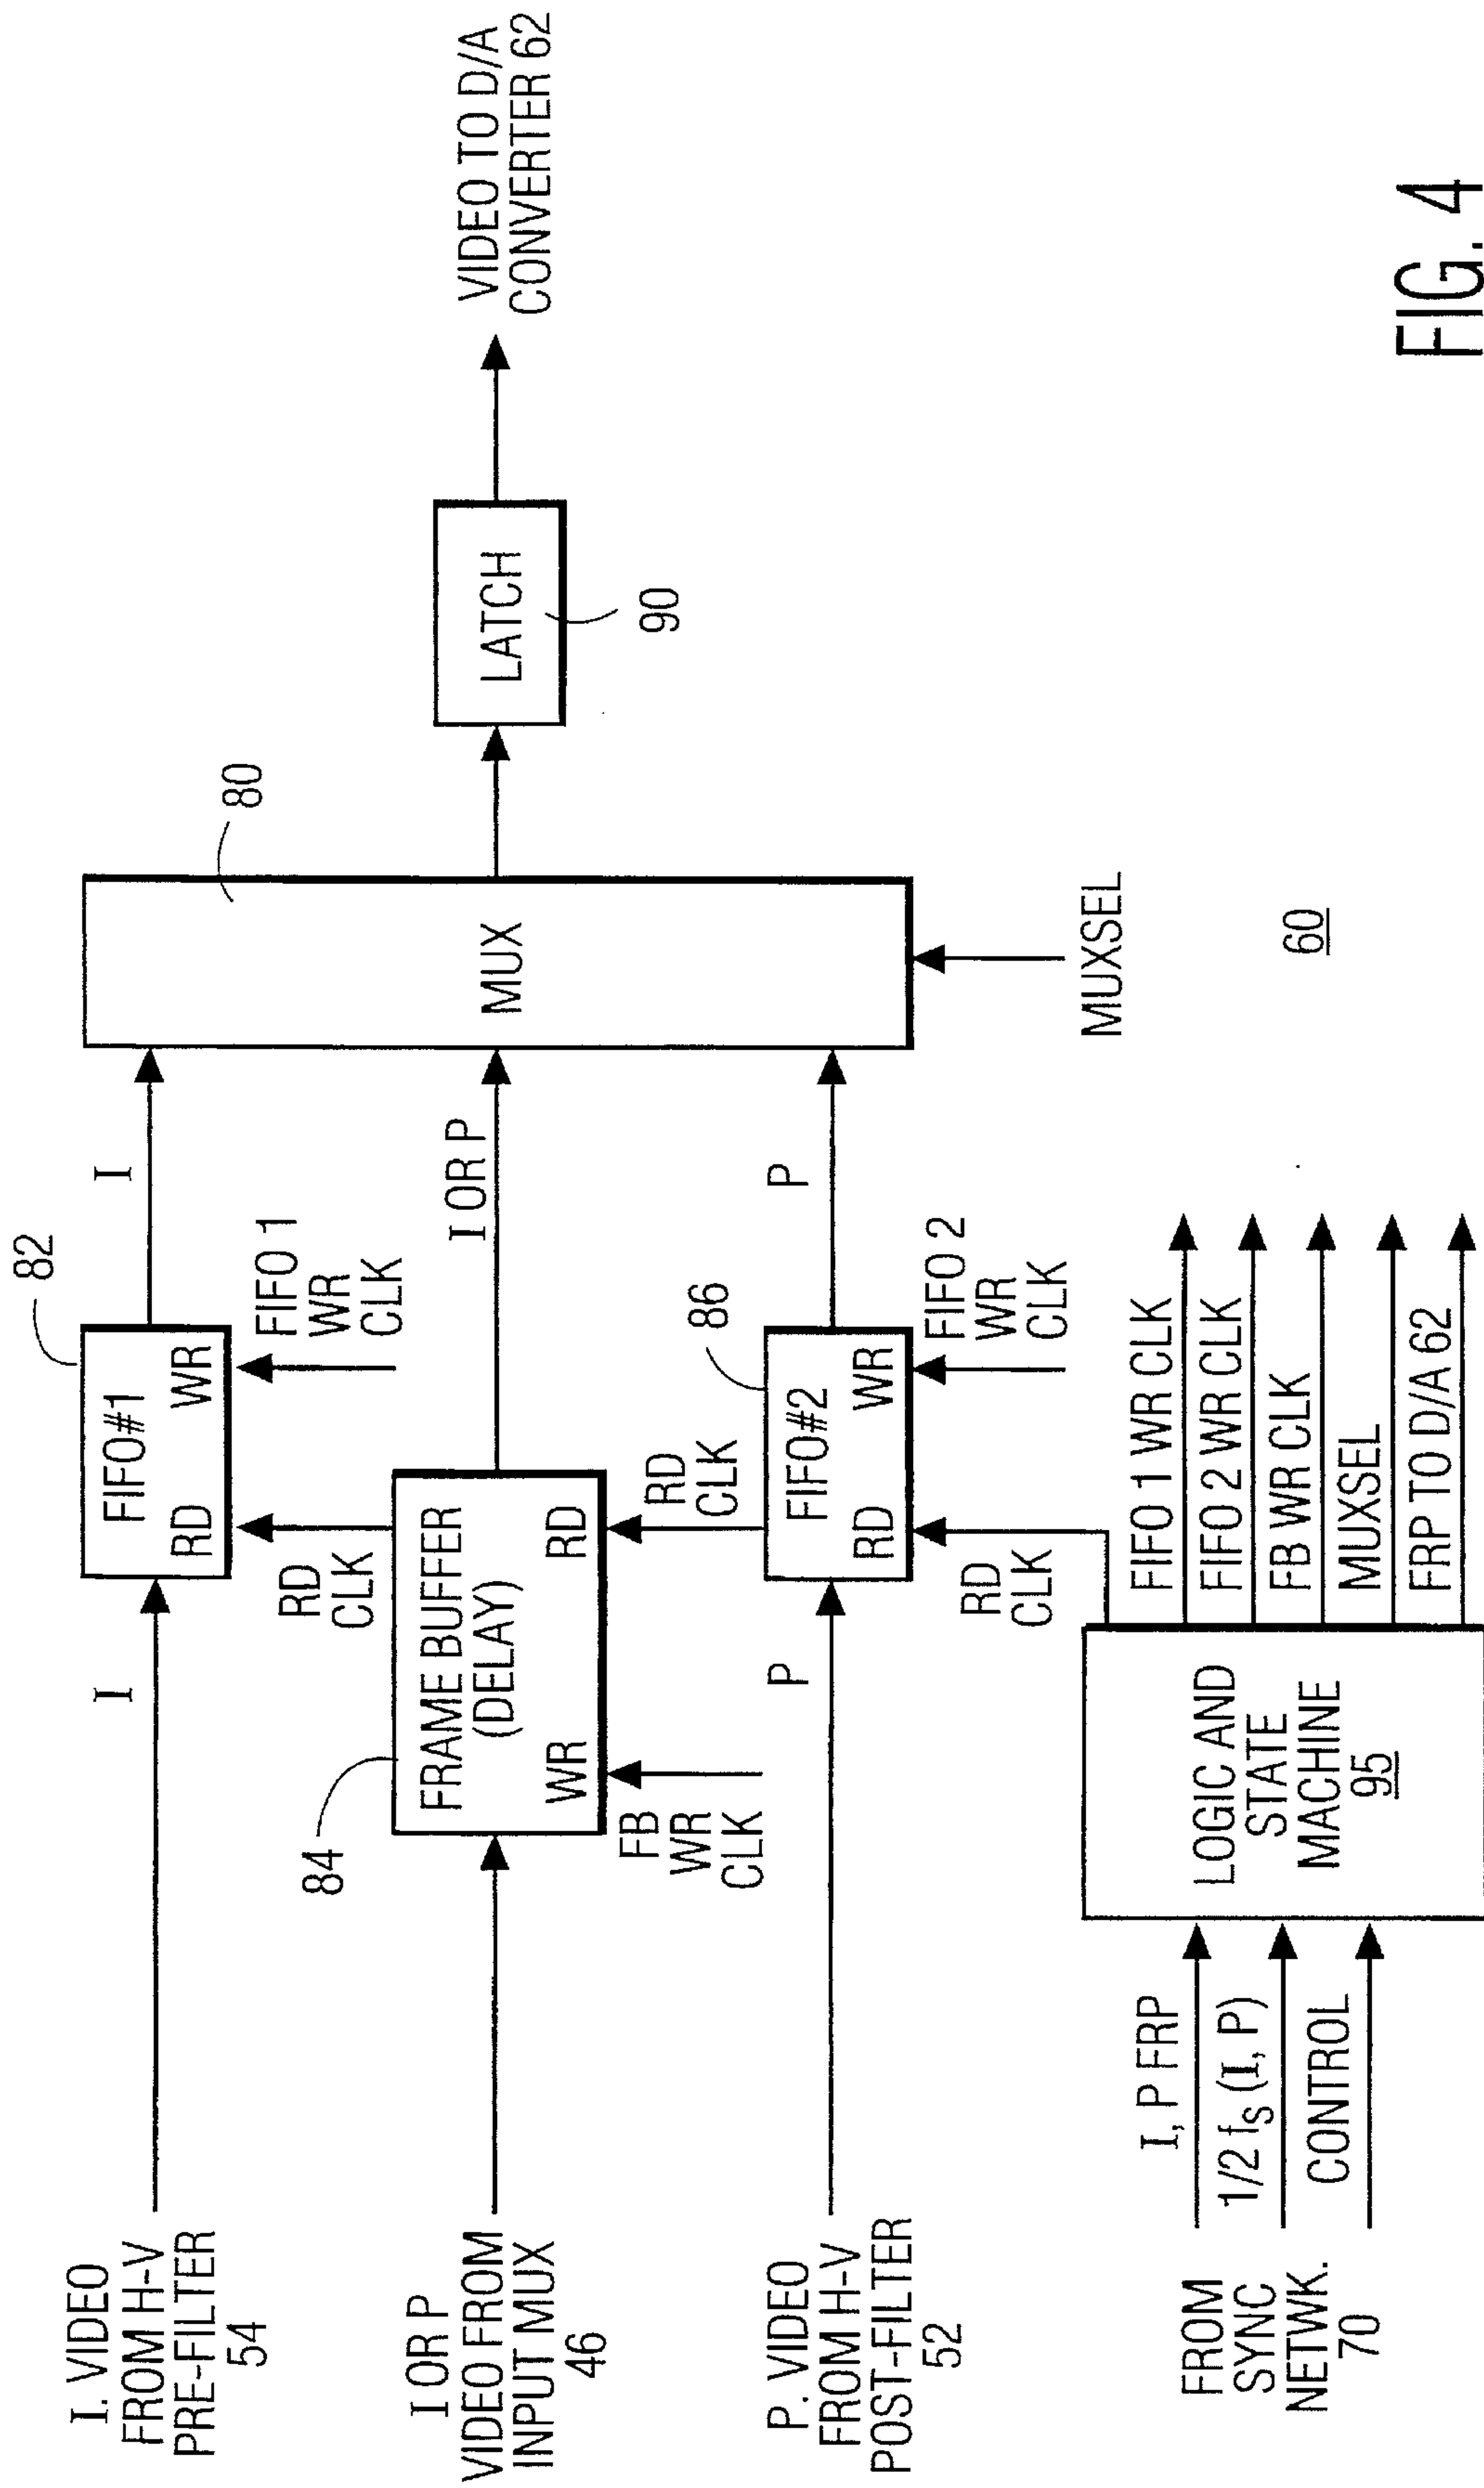 I. VIDEO
FROM H-V
PRE-FILTER
54
I
82
FIFO#1
RD WR
I
RD
CLK
FIFO 1
WR
CLK
I OR P
VIDEO FROM
INPUT MUX
46
84
FRAME BUFFER
(DELAY)
WR RD
I OR P
FB
WR
CLK
RD
CLK
P. VIDEO
FROM H-V
POST-FILTER
52
P
86
FIFO#2
RD WR
P
RD
CLK
FIFO 2
WR
CLK
80
MUX
MUXSEL
LATCH
90
VIDEO TO D/A
CONVERTER 62
FROM
SYNC
NETWK.
70
I, P FRP
1/2 fS (I, P)
CONTROL
LOGIC AND
STATE
MACHINE
95
FIFO 1 WR CLK
FIFO 2 WR CLK
FB WR CLK
MUXSEL
FRP TO D/A 62
60
FIG. 4